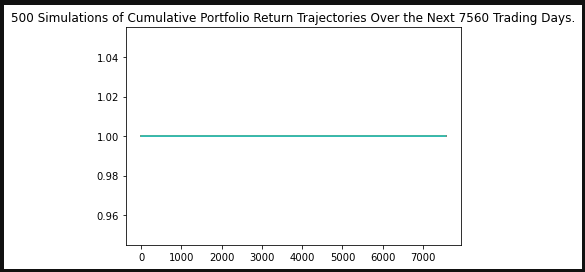 500 Simulations of Cumulative Portfolio Return Trajectories Over the Next 7560 Trading Days.
1.04
1.02
1.00
0.98
0.96
0 1000 2000 3000 4000 5000 6000 7000